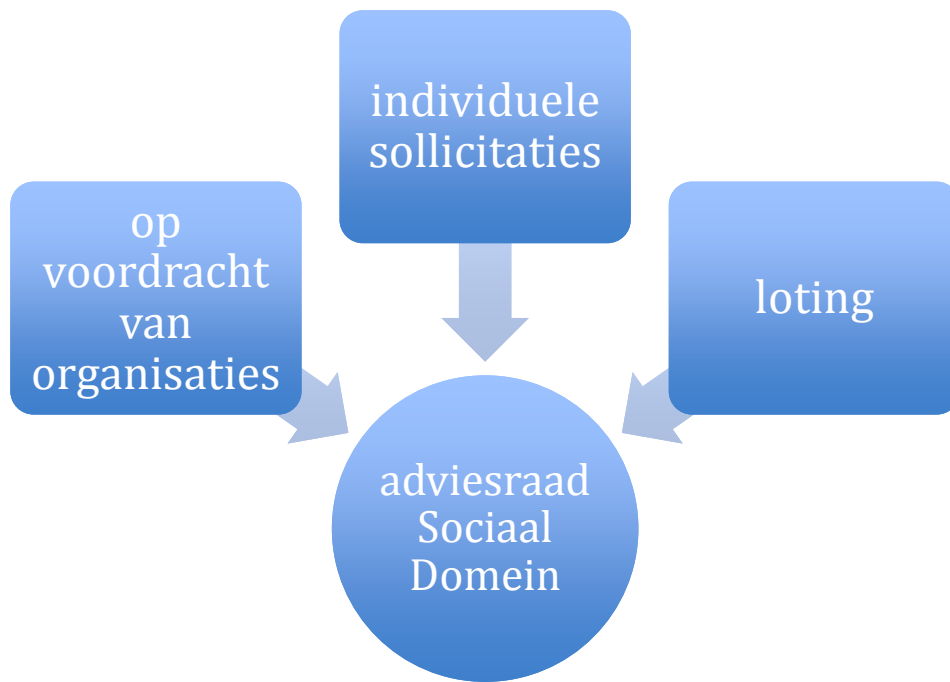 op
voordracht
van
organisaties
individuele
sollicitaties
loting
adviesraad
Sociaal
Domein